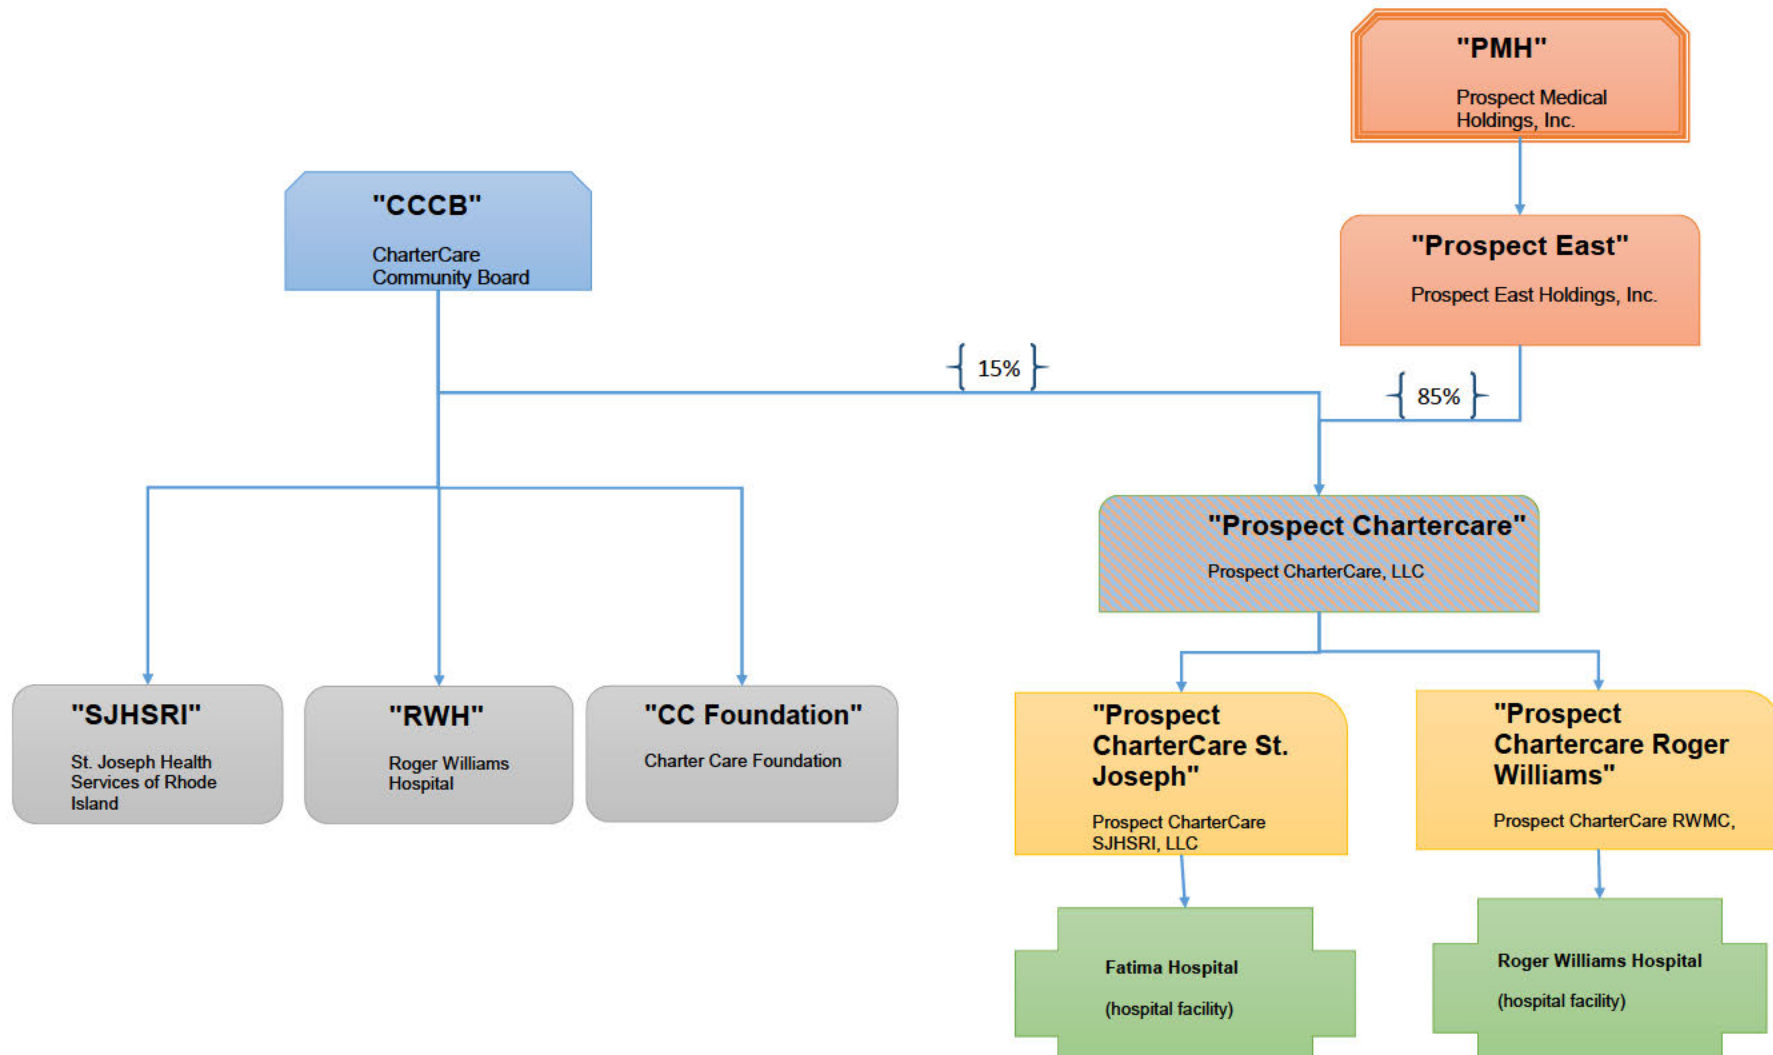 "PMH"
Prospect Medical
Holdings, Inc.
"CCCB"
CharterCare
Community Board
"Prospect East"
Prospect East Holdings, Inc.
15%
85%
"Prospect Chartercare"
Prospect CharterCare, LLC
"SJHSRI"
St. Joseph Health
Services of Rhode
Island
"RWH"
Roger Williams
Hospital
"CC Foundation"
Charter Care Foundation
"Prospect
CharterCare St.
Joseph"
Prospect CharterCare
SJHSRI, LLC
"Prospect
Chartercare Roger
Williams"
Prospect CharterCare RWMC,
Fatima Hospital
(hospital facility)
Roger Williams Hospital
(hospital facility)